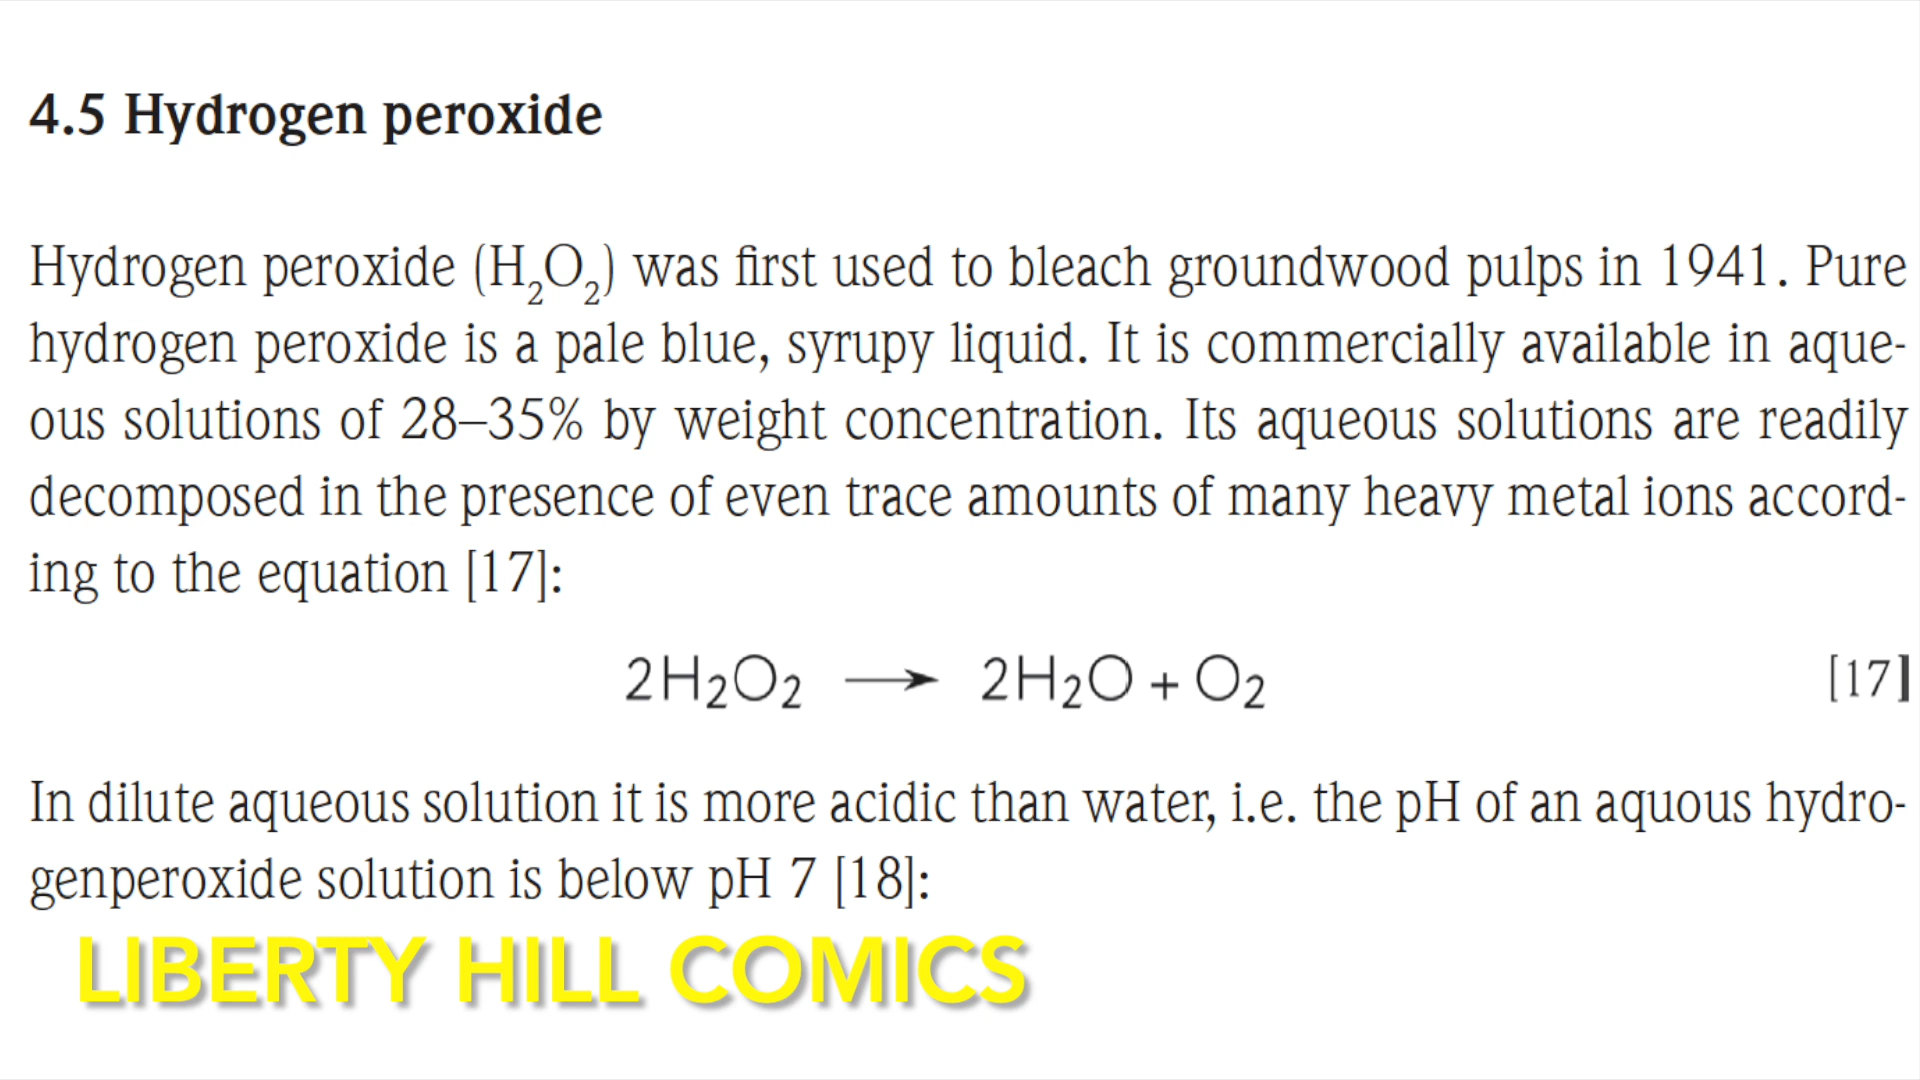 4.5 Hydrogen peroxide
Hydrogen peroxide (H₂O₂) was first used to bleach groundwood pulps in 1941. Pure
hydrogen peroxide is a pale blue, syrupy liquid. It is commercially available in aque-
ous solutions of 28–35% by weight concentration. Its aqueous solutions are readily
decomposed in the presence of even trace amounts of many heavy metal ions accord-
ing to the equation [17]:
2H₂O₂ → 2H₂O + O₂ [17]
In dilute aqueous solution it is more acidic than water, i.e. the pH of an aquous hydro-
genperoxide solution is below pH 7 [18]:
LIBERTY HILL COMICS